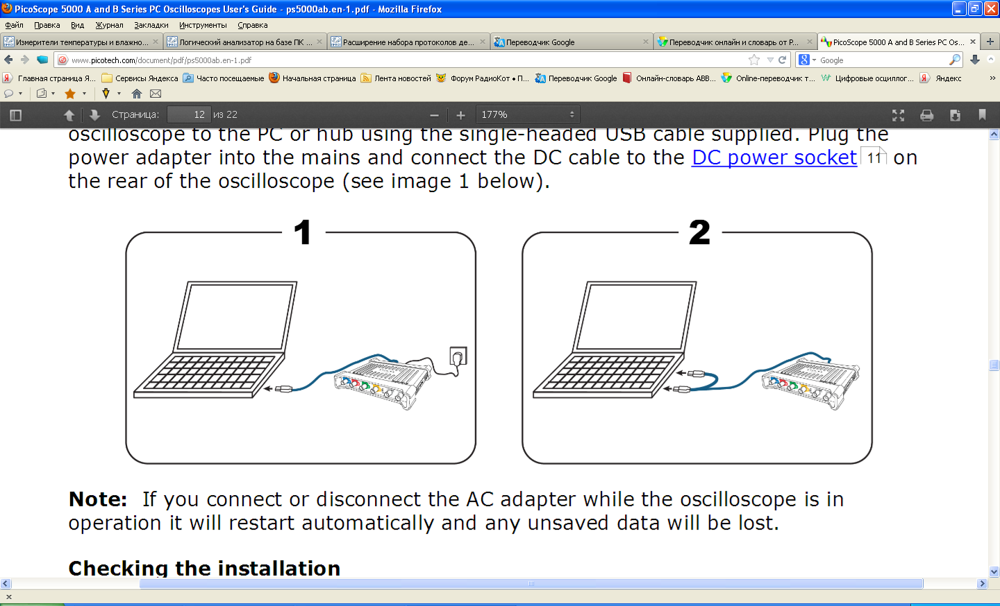 PicoScope 5000 A and B Series PC Oscilloscopes User's Guide - ps5000ab.en-1.pdf - Mozilla Firefox
Файл Правка Вид Журнал Закладки Инструменты Справка
Измерители температуры и влажно... Логический анализатор на базе ПК ... Расширение набора протоколов де... Переводчик Google Переводчик онлайн и словарь от P... PicoScope 5000 A and B Series PC Os...
www.picotech.com/document/pdf/ps5000ab.en-1.pdf Google
Главная страница Я... Сервисы Яндекса Часто посещаемые Начальная страница Лента новостей Форум РадиоКот • П... Переводчик Google Онлайн-словарь ABB... Online-переводчик т... Цифровые осциллог... Яндекс
Страница: 12 из 22 177%
oscilloscope to the PC or hub using the single-headed USB cable supplied. Plug the
power adapter into the mains and connect the DC cable to the DC power socket 11 on
the rear of the oscilloscope (see image 1 below).
1 2
Note: If you connect or disconnect the AC adapter while the oscilloscope is in
operation it will restart automatically and any unsaved data will be lost.
Checking the installation